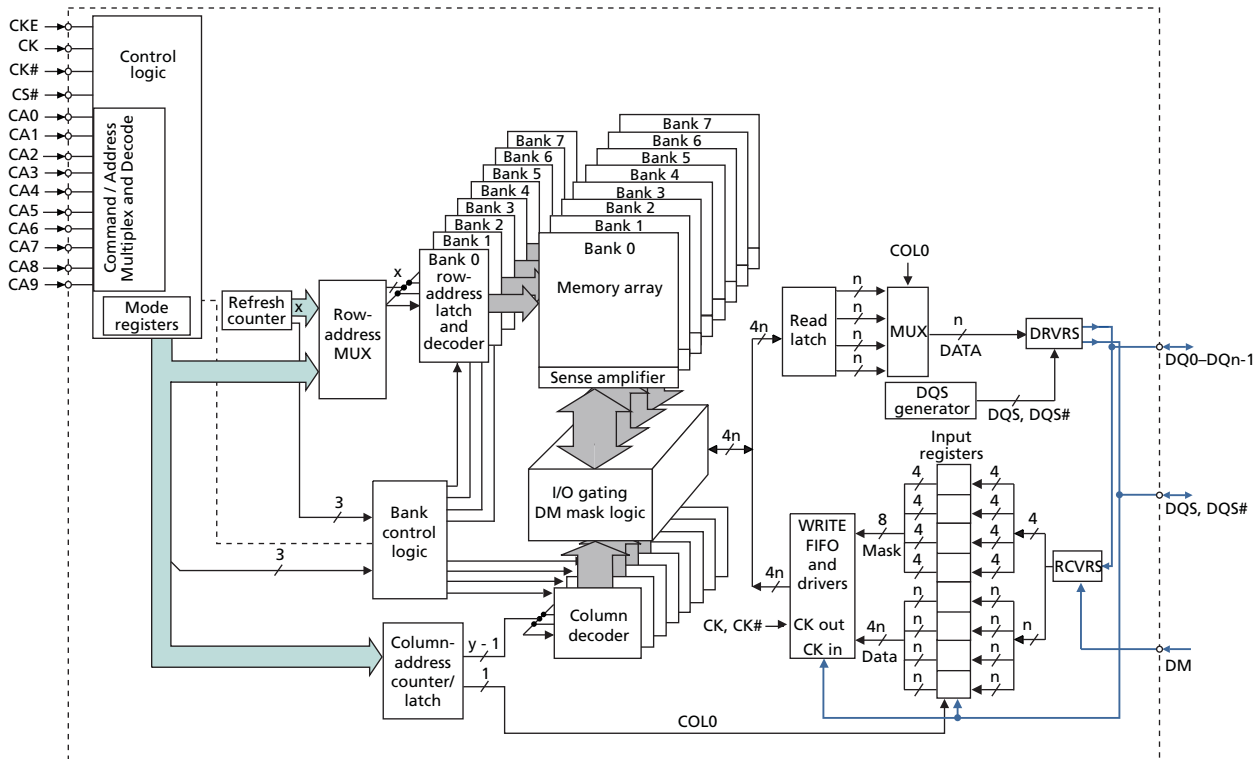 CKE
CK
CK#
CS#
CA0
CA1
CA2
CA3
CA4
CA5
CA6
CA7
CA8
CA9
Control
logic
Command / Address
Multiplex and Decode
Mode
registers
Refresh
counter
x
Row-
address
MUX
x
Bank 7
Bank 6
Bank 5
Bank 4
Bank 3
Bank 2
Bank 1
Bank 0
row-
address
latch
and
decoder
Bank 7
Bank 6
Bank 5
Bank 4
Bank 3
Bank 2
Bank 1
Bank 0
Memory array
Sense amplifier
3
3
Bank
control
logic
I/O gating
DM mask logic
Column
decoder
Column-
address
counter/
latch
y - 1
1
COL0
4n
4n
4n
Read
latch
n
n
n
n
COL0
MUX
n
DATA
DRVRS
DQS
generator
DQS, DQS#
DQ0–DQn-1
DQS, DQS#
DM
Input
registers
WRITE
FIFO
and
drivers
CK out
CK in
CK, CK#
8
Mask
4n
Data
4
4
4
4
n
n
n
n
4
4
4
4
n
n
n
n
4
n
RCVRS